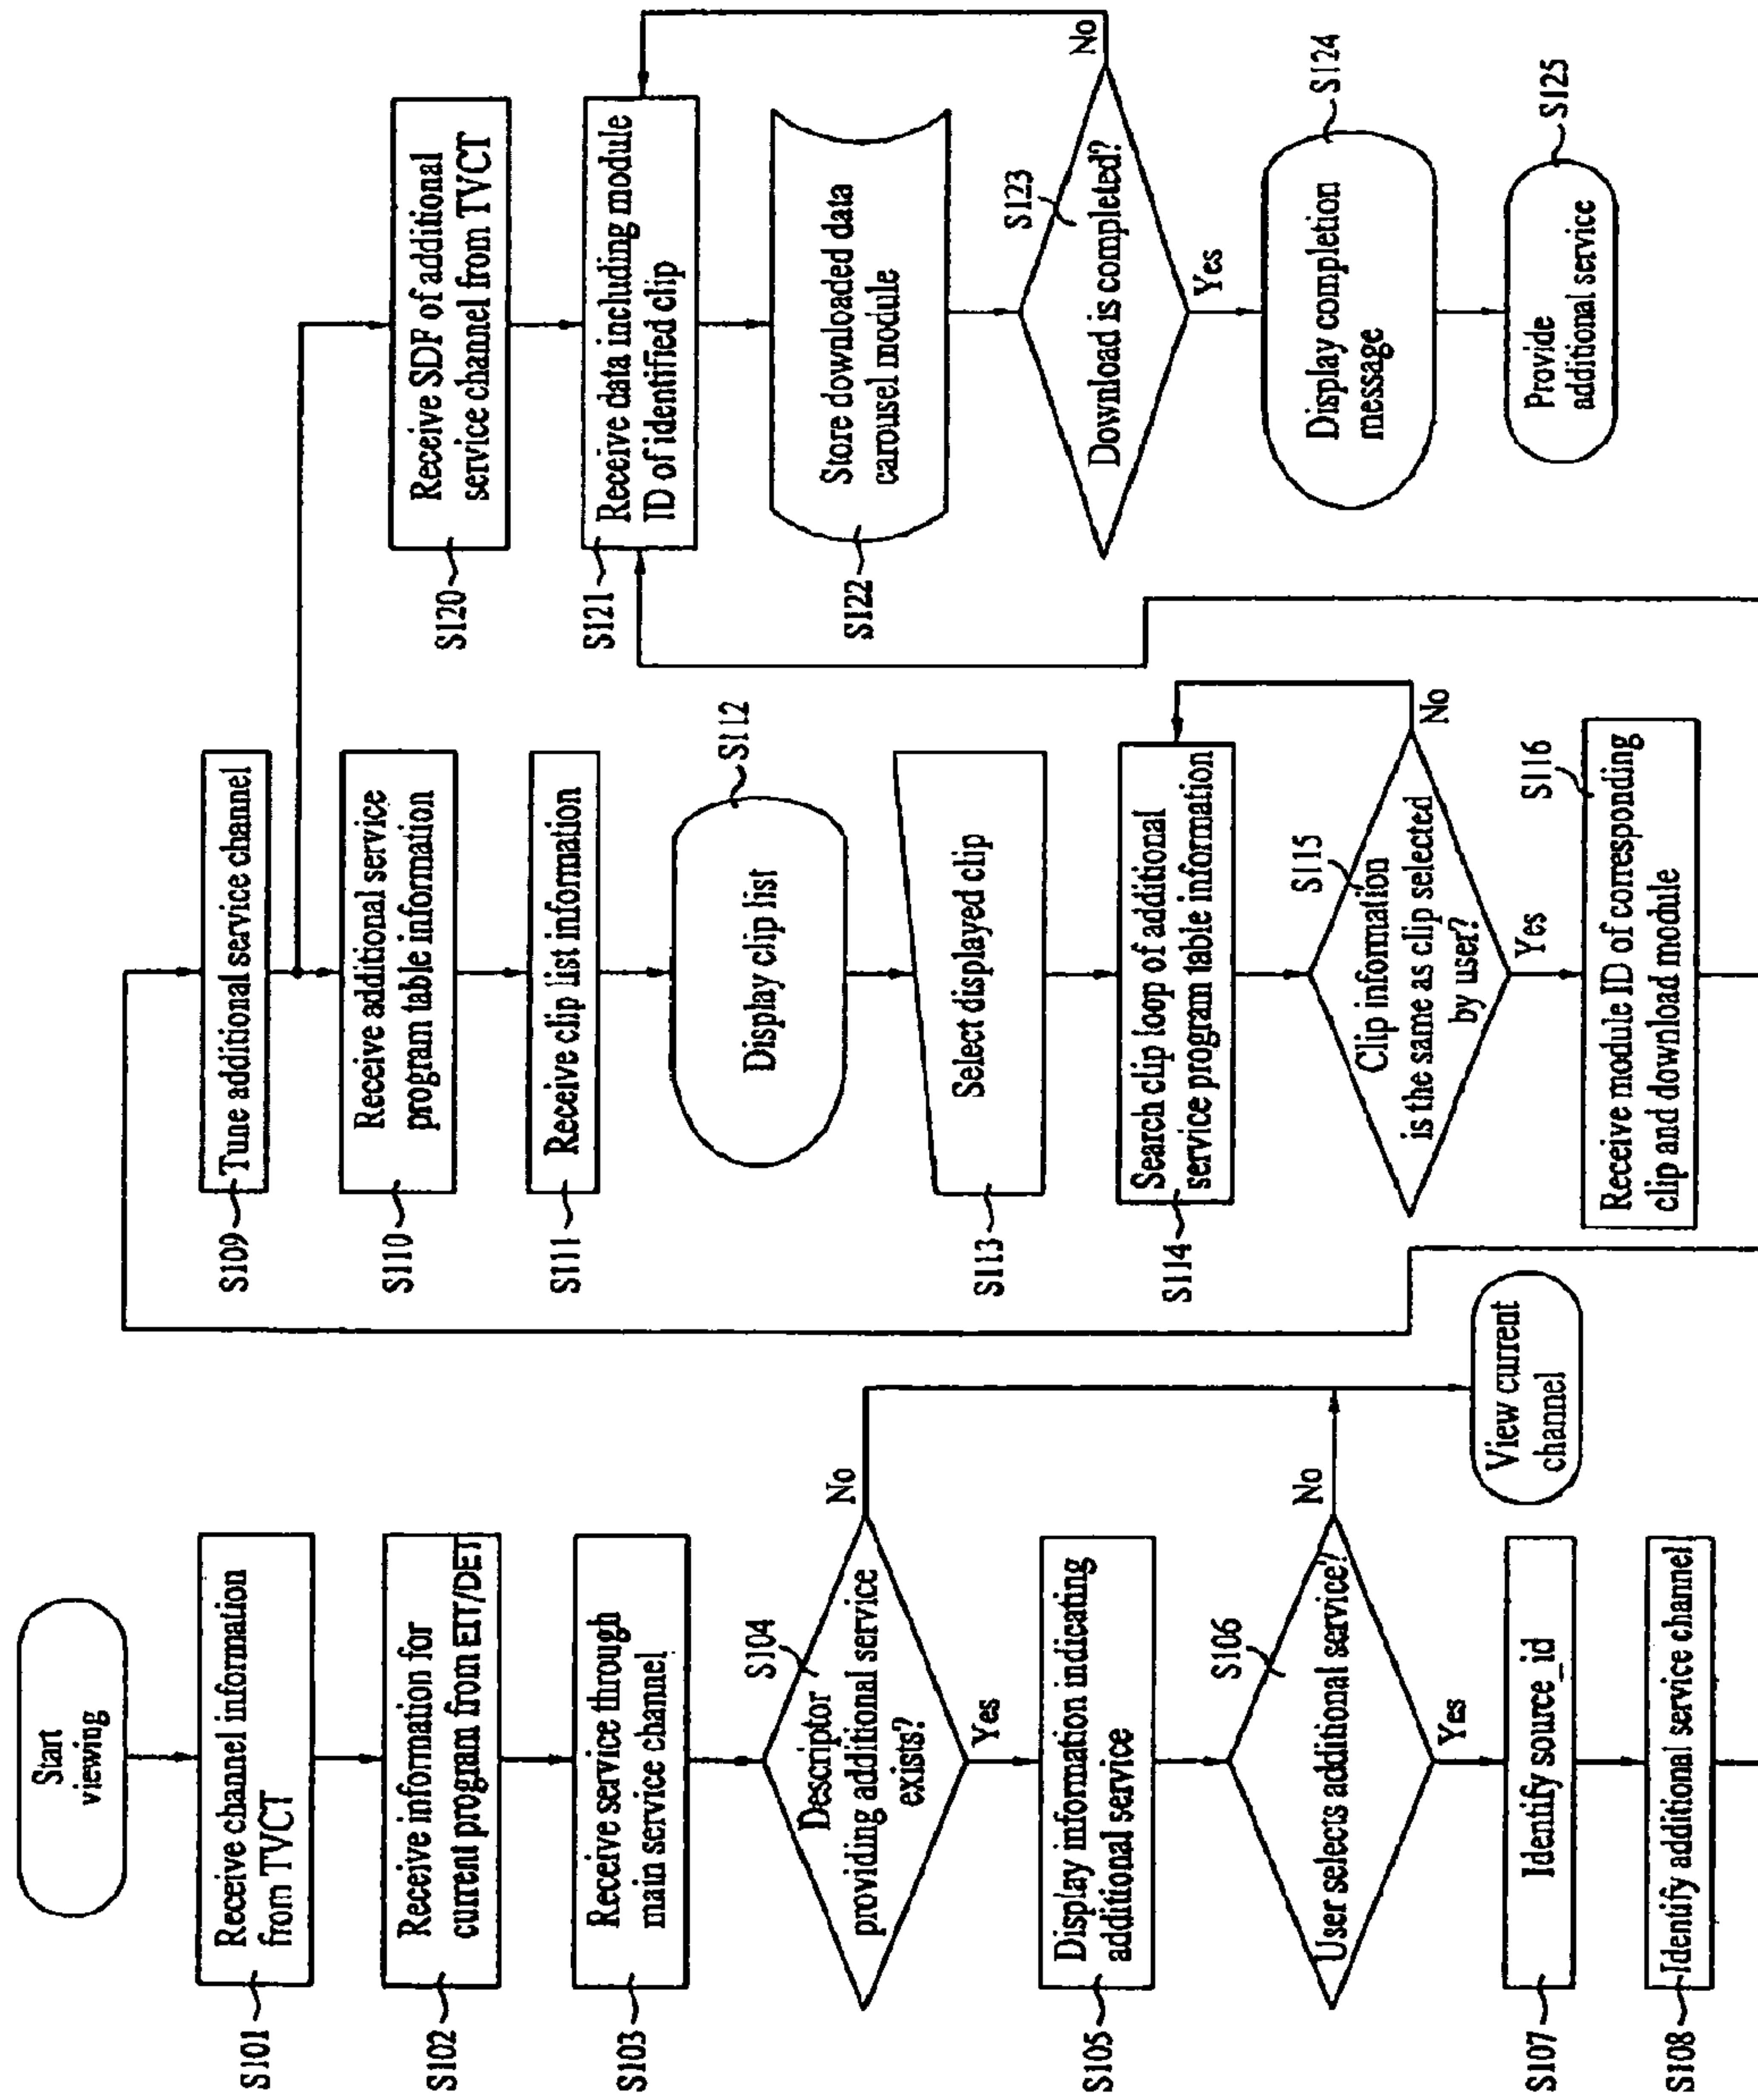 Start
viewing
S101
Receive channel information
from TVCT
S102
Receive information for
current program from EIT/DET
S103
Receive service through
main service channel
S104
Descriptor
providing additional service
exists?
No
Yes
S105
Display information indicating
additional service
S106
User selects additional service?
No
Yes
View current
channel
S107
Identify source_id
S108
Identify additional service channel
S109
Tune additional service channel
S110
Receive additional service
program table information
S111
Receive clip list information
S112
Display clip list
S113
Select displayed clip
S114
Search clip loop of additional
service program table information
S115
Clip information
is the same as clip selected
by user?
No
Yes
S116
Receive module ID of corresponding
clip and download module
S120
Receive SDF of additional
service channel from TVCT
S121
Receive data including module
ID of identified clip
S122
Store downloaded data
carousel module
S123
Download is completed?
No
Yes
S124
Display completion
message
S125
Provide
additional service